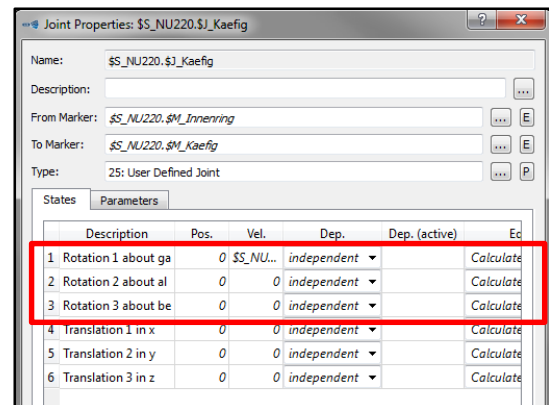 Joint Properties: $S_NU220.$J_Kaefig
Name: $S_NU220.$J_Kaefig
Description: ...
From Marker: $S_NU220.$M_Innenring ... E
To Marker: $S_NU220.$M_Kaefig ... E
Type: 25: User Defined Joint ... P
States Parameters
Description Pos. Vel. Dep. Dep. (active) Ec
1 Rotation 1 about ga 0 $S_NU... independent Calculate
2 Rotation 2 about al 0 0 independent Calculate
3 Rotation 3 about be 0 0 independent Calculate
4 Translation 1 in x 0 0 independent Calculate
5 Translation 2 in y 0 0 independent Calculate
6 Translation 3 in z 0 0 independent Calculate